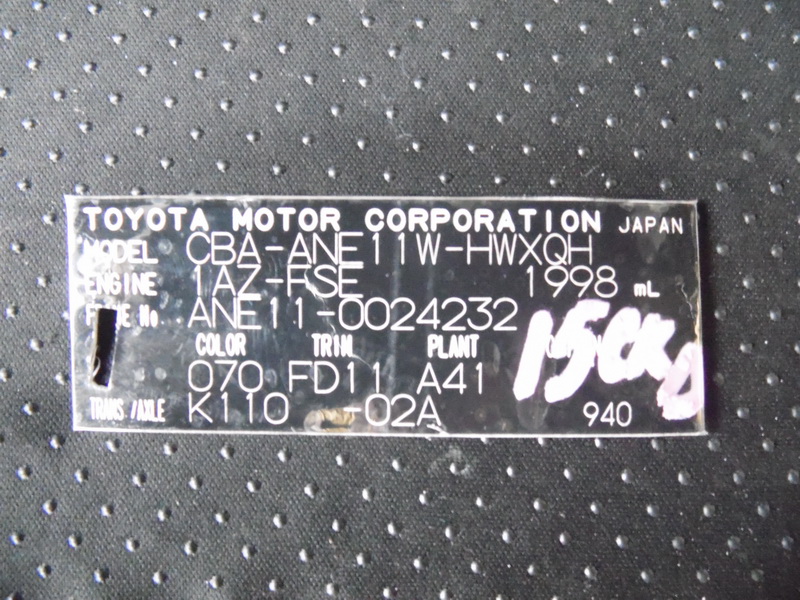 TOYOTA MOTOR CORPORATION JAPAN
MODEL CBA-ANE11W-HWXQH
ENGINE 1AZ-FSE 1998 mL
No ANE11-0024232
COLOR TRIM PLANT
070 FD11 A41
TRANS./AXLE K110 -02A 940